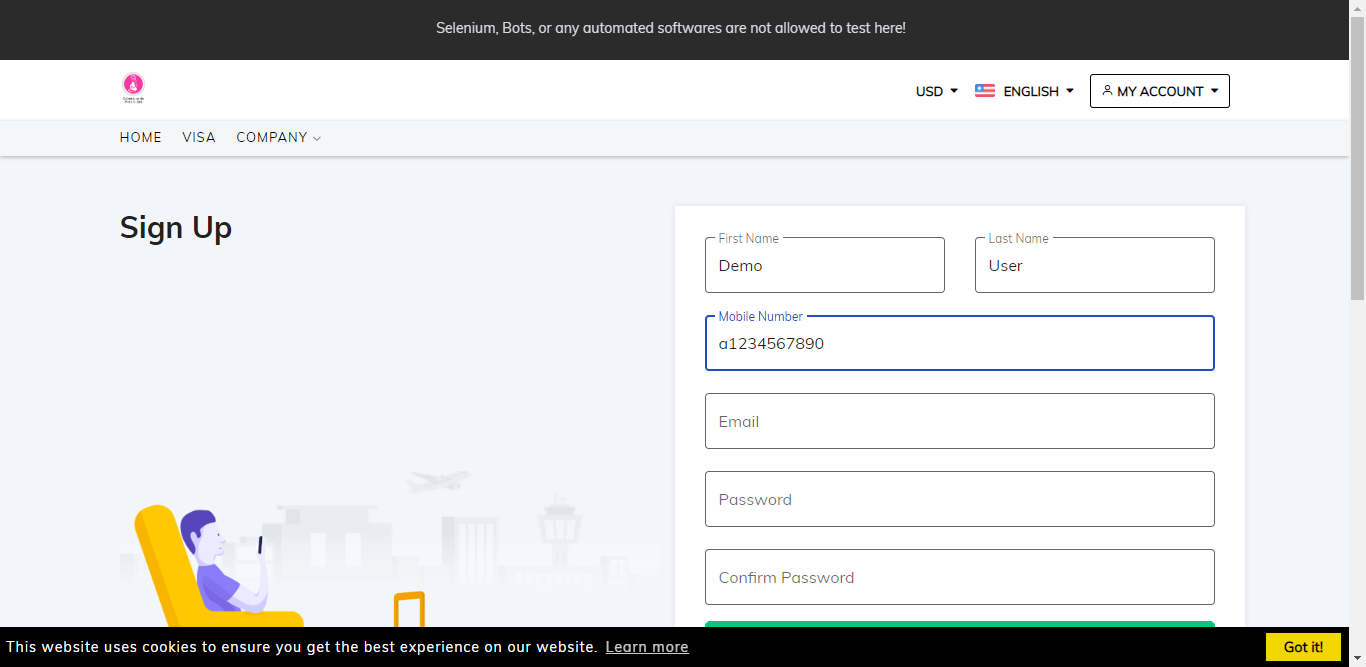 Selenium, Bots, or any automated softwares are not allowed to test here!
USD ENGLISH MY ACCOUNT
HOME VISA COMPANY
Sign Up
First Name Last Name
Demo User
Mobile Number
a1234567890
Email
Password
Confirm Password
This website uses cookies to ensure you get the best experience on our website. Learn more Got it!